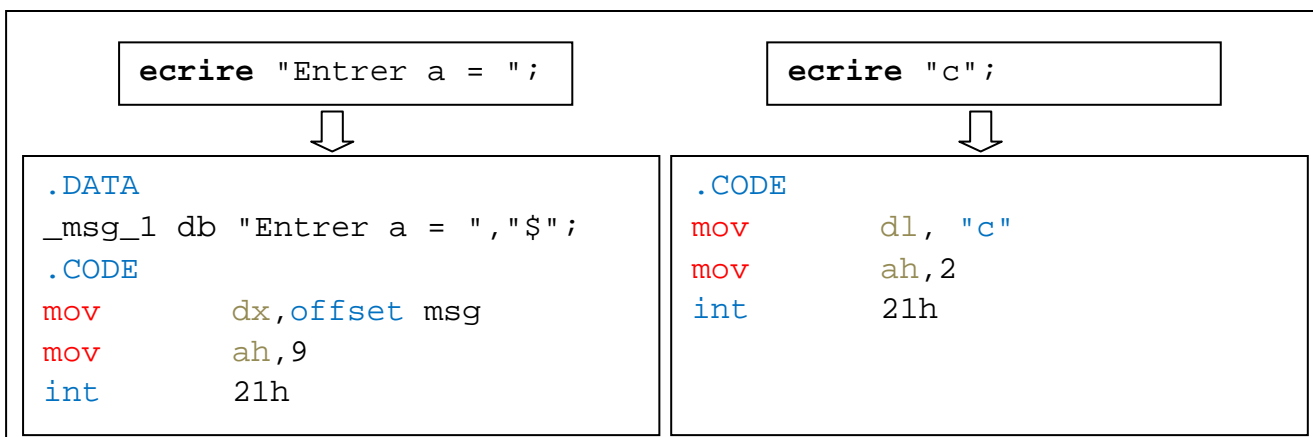 ecrire "Entrer a = ";
ecrire "c";
.DATA
_msg_1 db "Entrer a = ","$";
.CODE
mov dx,offset msg
mov ah,9
int 21h
.CODE
mov dl, "c"
mov ah,2
int 21h